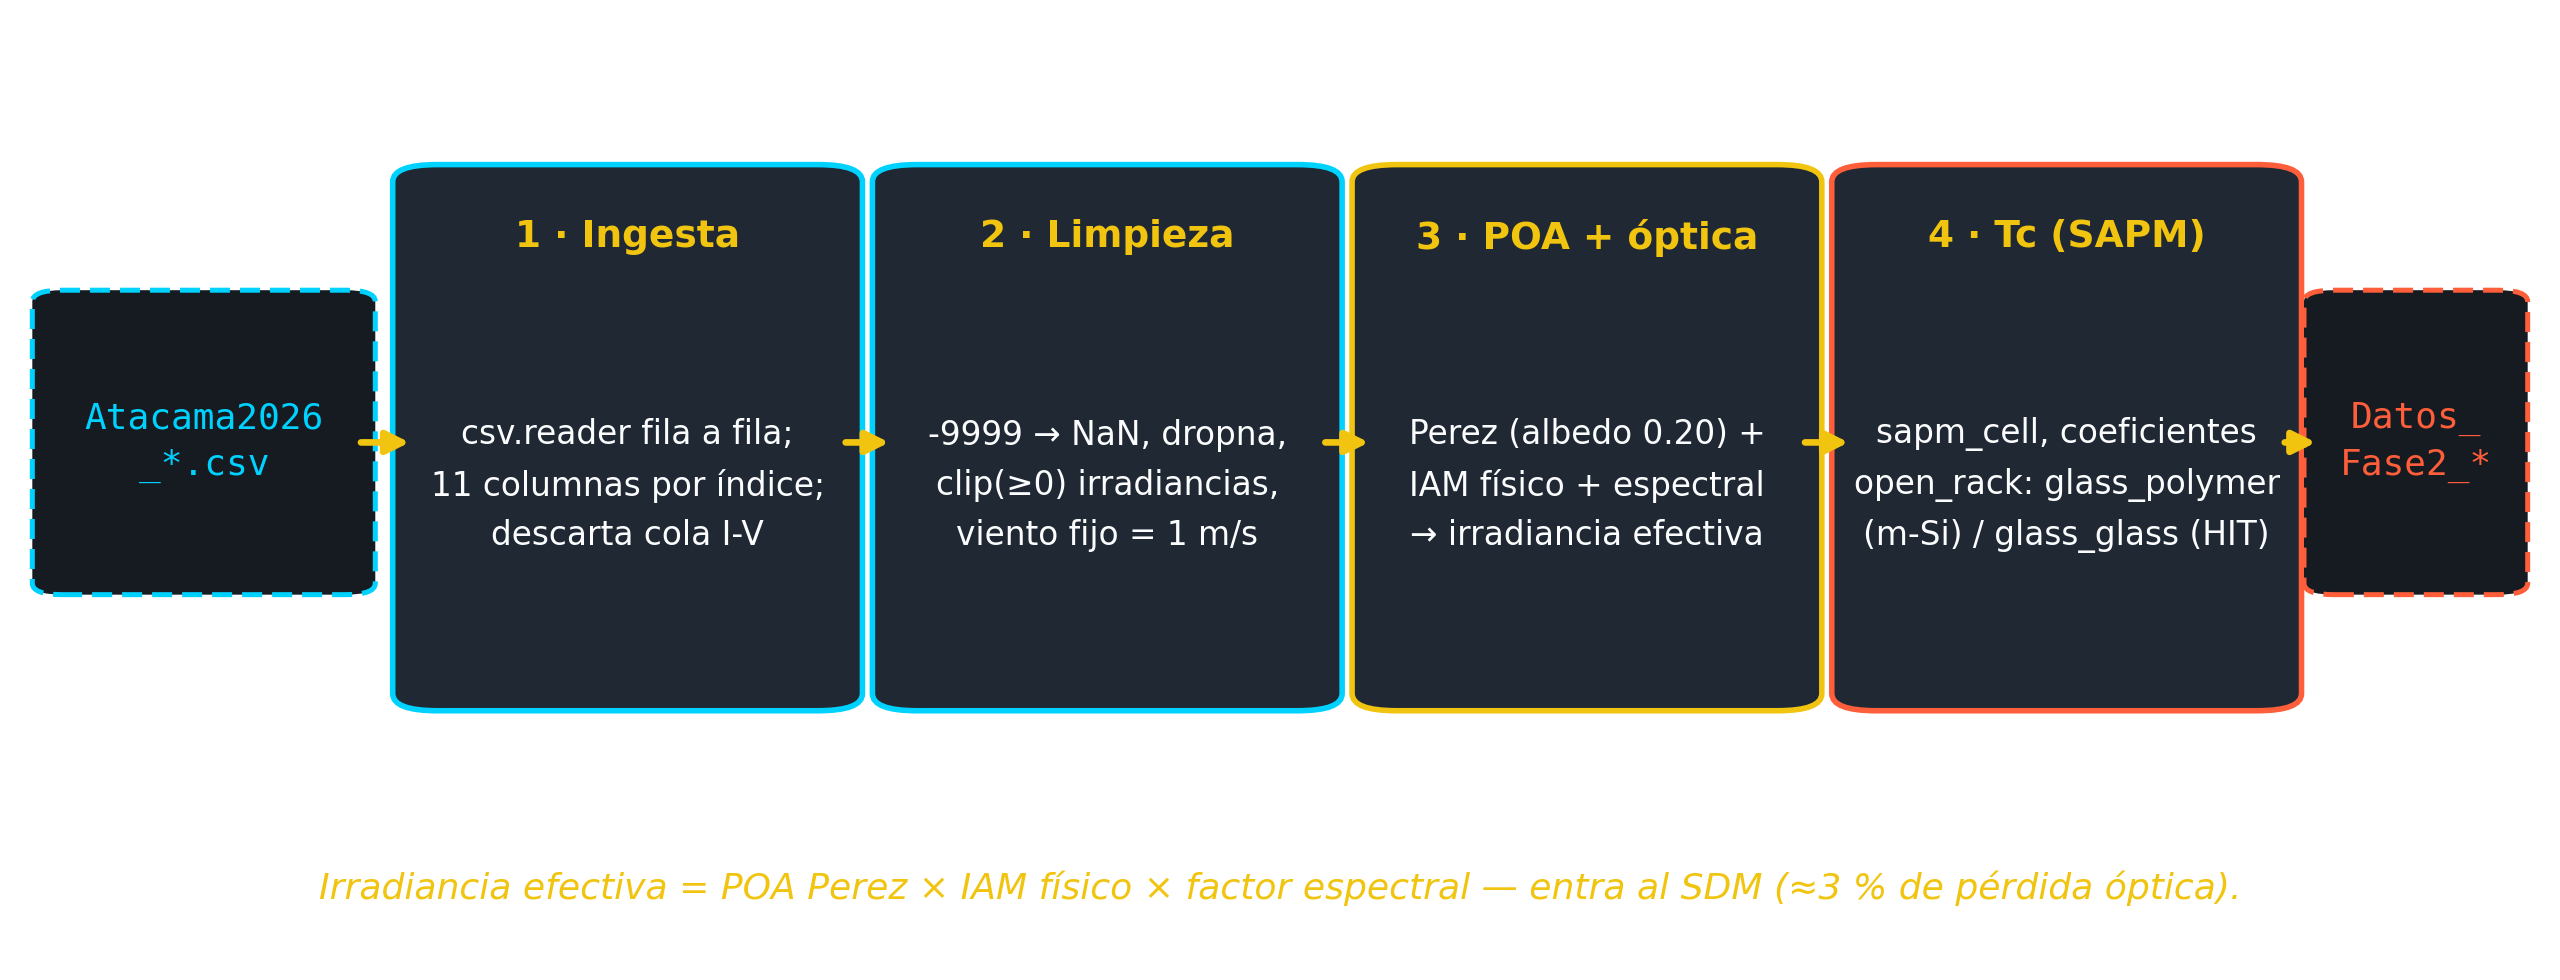 Atacama2026
_*.csv
1 · Ingesta
csv.reader fila a fila;
11 columnas por índice;
descarta cola I-V
2 · Limpieza
-9999 → NaN, dropna,
clip(≥0) irradiancias,
viento fijo = 1 m/s
3 · POA + óptica
Perez (albedo 0.20) +
IAM físico + espectral
→ irradiancia efectiva
4 · Tc (SAPM)
sapm_cell, coeficientes
open_rack: glass_polymer
(m-Si) / glass_glass (HIT)
Datos_
Fase2_*
Irradiancia efectiva = POA Perez × IAM físico × factor espectral — entra al SDM (≈3 % de pérdida óptica).